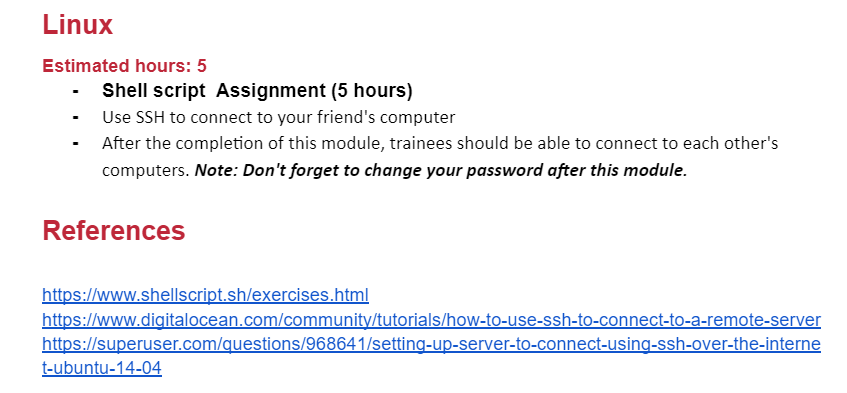 Linux
Estimated hours: 5
- Shell script  Assignment (5 hours)
- Use SSH to connect to your friend's computer
- After the completion of this module, trainees should be able to connect to each other's
computers. Note: Don't forget to change your password after this module.
References
https://www.shellscript.sh/exercises.html
https://www.digitalocean.com/community/tutorials/how-to-use-ssh-to-connect-to-a-remote-server
https://superuser.com/questions/968641/setting-up-server-to-connect-using-ssh-over-the-interne
t-ubuntu-14-04